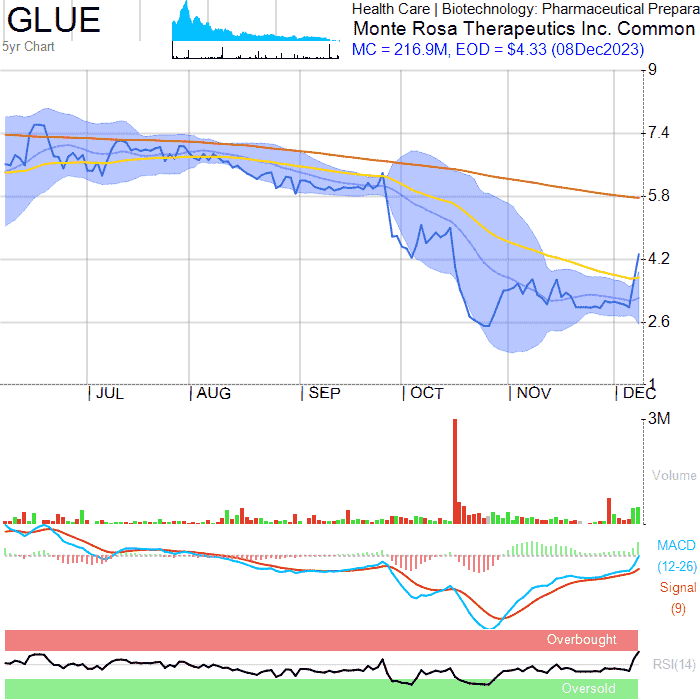 GLUE
5yr Chart
Health Care | Biotechnology: Pharmaceutical Prepara
Monte Rosa Therapeutics Inc. Common
MC = 216.9M, EOD = $4.33 (08Dec2023)
9
7.4
5.8
4.2
2.6
1
JUL AUG SEP OCT NOV DEC
3M
Volume
MACD
(12-26)
Signal
(9)
Overbought
RSI(14)
Oversold